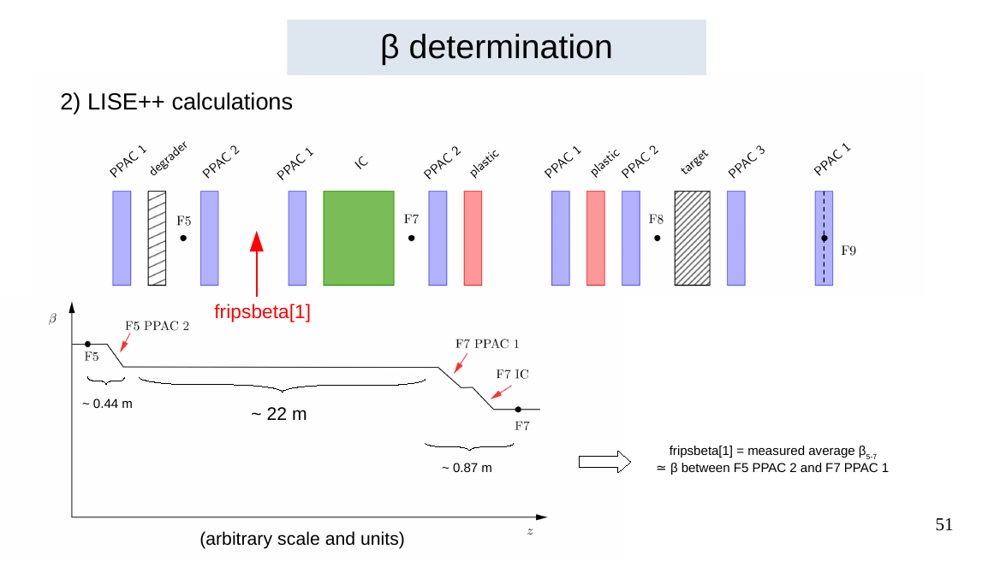 β determination
2) LISE++ calculations
PPAC 1
degrader
PPAC 2
PPAC 1
IC
PPAC 2
plastic
PPAC 1
plastic
PPAC 2
target
PPAC 3
PPAC 1
F5
F7
F8
F9
fripsbeta[1]
β
F5 PPAC 2
F5
F7 PPAC 1
F7 IC
~ 0.44 m
~ 22 m
F7
~ 0.87 m
fripsbeta[1] = measured average β5-7
≃ β between F5 PPAC 2 and F7 PPAC 1
z
(arbitrary scale and units)
51